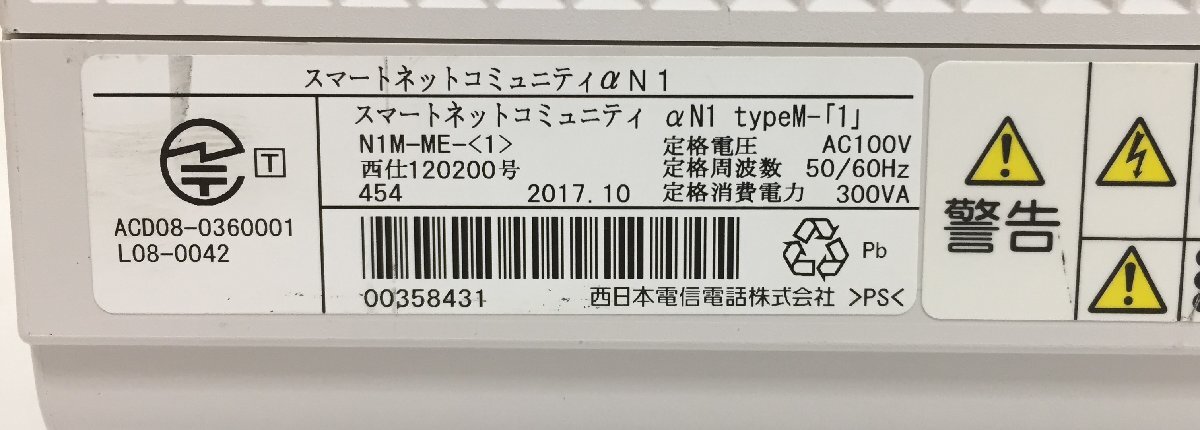 スマートネットコミュニティαN1
スマートネットコミュニティ αN1 typeM-「1」
N1M-ME-<1> 定格電圧 AC100V
西仕120200号 定格周波数 50/60Hz
454 2017.10 定格消費電力 300VA
T
ACD08-0360001
L08-0042
Pb
00358431 西日本電信電話株式会社 >PS<
警告